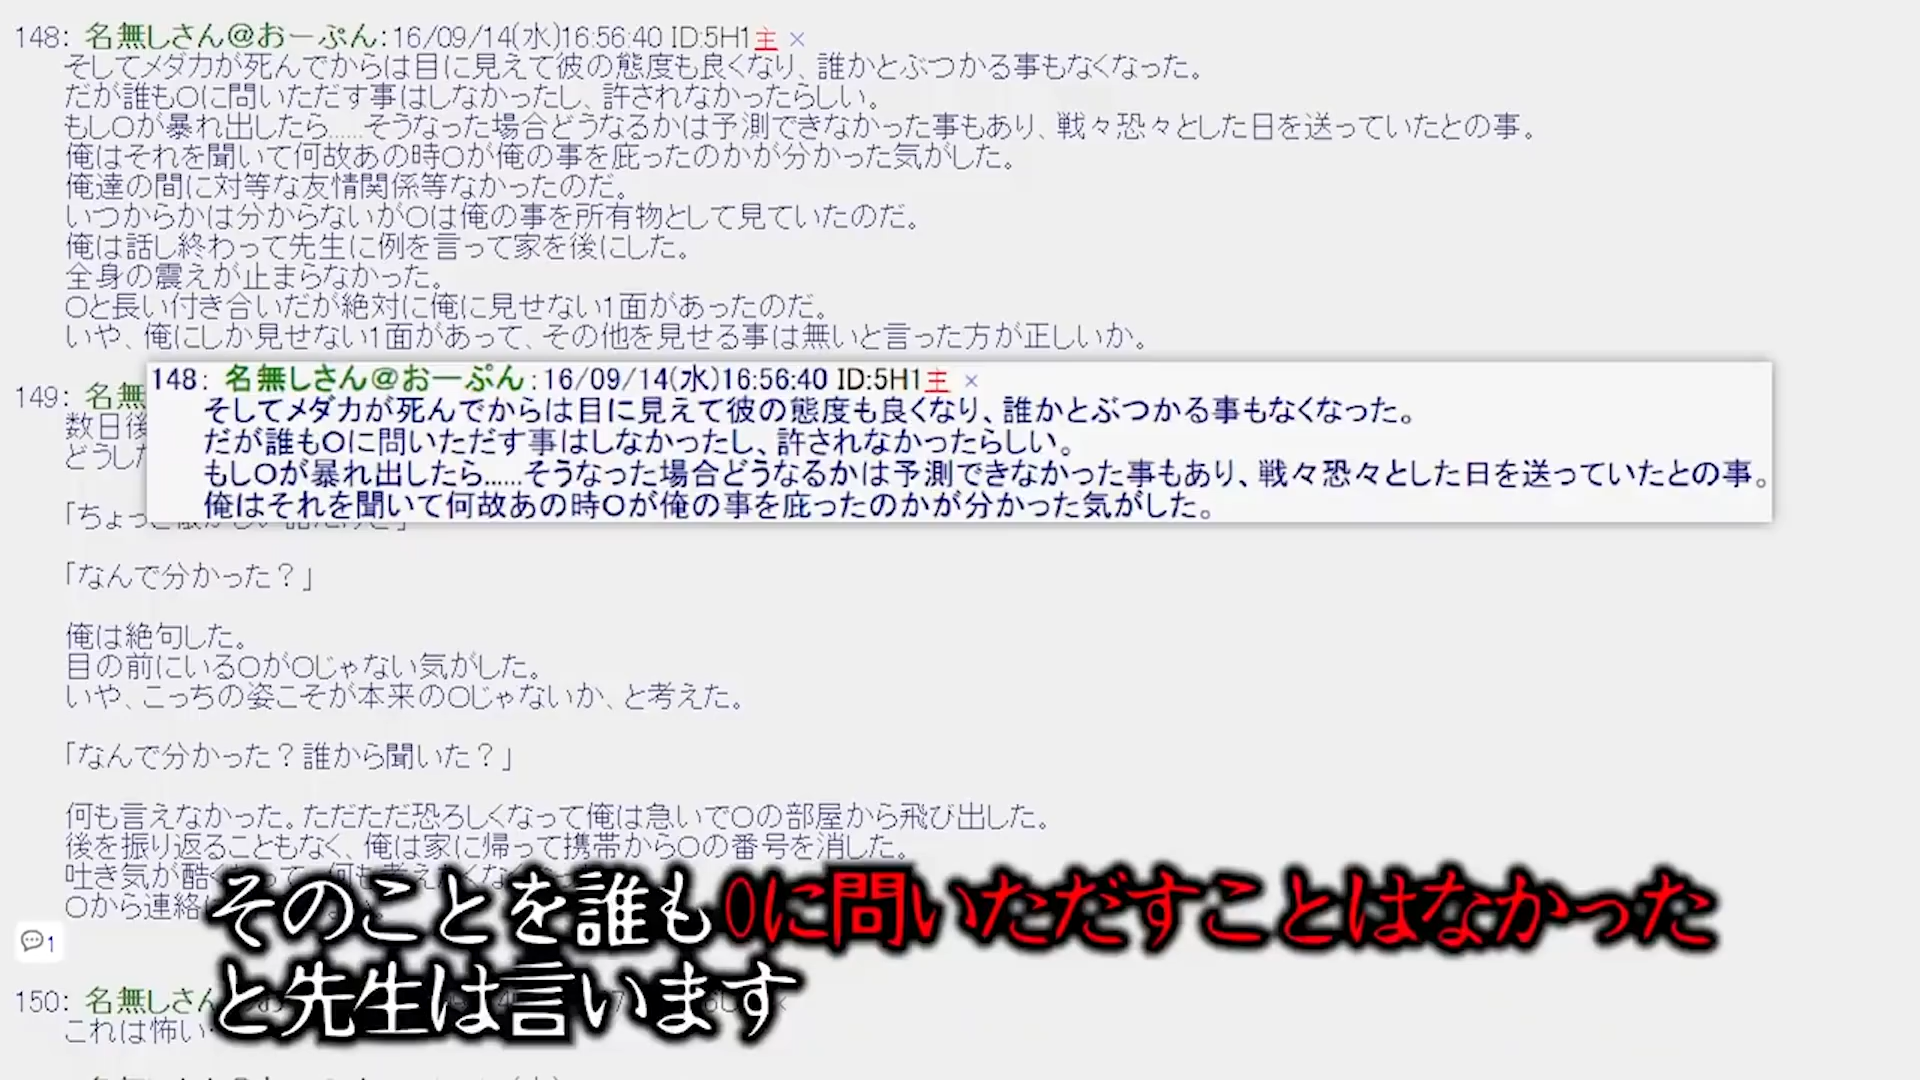 148: 名無しさん@おーぷん:16/09/14(水)16:56:40 ID:5H1主 ×
そしてメダカが死んでからは目に見えて彼の態度も良くなり、誰かとぶつかる事もなくなった。
だが誰も〇に問いただす事はしなかったし、許されなかったらしい。
もし〇が暴れ出したら......そうなった場合どうなるかは予測できなかった事もあり、戦々恐々とした日を送っていたとの事。
俺はそれを聞いて何故あの時〇が俺の事を庇ったのかが分かった気がした。
俺達の間に対等な友情関係等なかったのだ。
いつからかは分からないが〇は俺の事を所有物として見ていたのだ。
俺は話し終わって先生に例を言って家を後にした。
全身の震えが止まらなかった。
〇と長い付き合いだが絶対に俺に見せない1面があったのだ。
いや、俺にしか見せない1面があって、その他を見せる事は無いと言った方が正しいか。
148: 名無しさん@おーぷん:16/09/14(水)16:56:40 ID:5H1主 ×
そしてメダカが死んでからは目に見えて彼の態度も良くなり、誰かとぶつかる事もなくなった。
だが誰も〇に問いただす事はしなかったし、許されなかったらしい。
もし〇が暴れ出したら......そうなった場合どうなるかは予測できなかった事もあり、戦々恐々とした日を送っていたとの事。
俺はそれを聞いて何故あの時〇が俺の事を庇ったのかが分かった気がした。
149: 名無
数日後
どうした
「ちょっ
「なんで分かった？」
俺は絶句した。
目の前にいる〇が〇じゃない気がした。
いや、こっちの姿こそが本来の〇じゃないか、と考えた。
「なんで分かった？誰から聞いた？」
何も言えなかった。ただただ恐ろしくなって俺は急いで〇の部屋から飛び出した。
後を振り返ることもなく、俺は家に帰って携帯から〇の番号を消した。
吐き気が酷く
〇から連絡
1
そのことを誰も〇に問いただすことはなかった
と先生は言います
150: 名無しさん
これは怖い